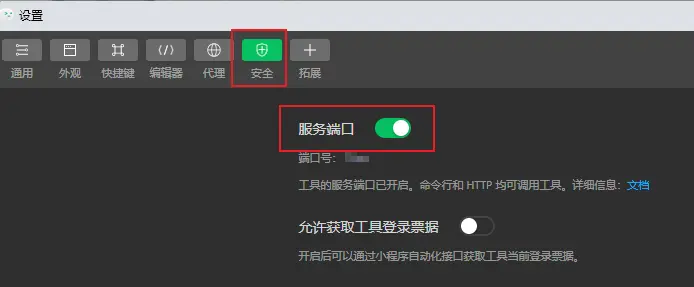 设置
通用 外观 快捷键 编辑器 代理 安全 拓展
服务端口
端口号：
工具的服务端口已开启。命令行和 HTTP 均可调用工具。详细信息：文档
允许获取工具登录票据
开启后可以通过小程序自动化接口获取工具当前登录票据。